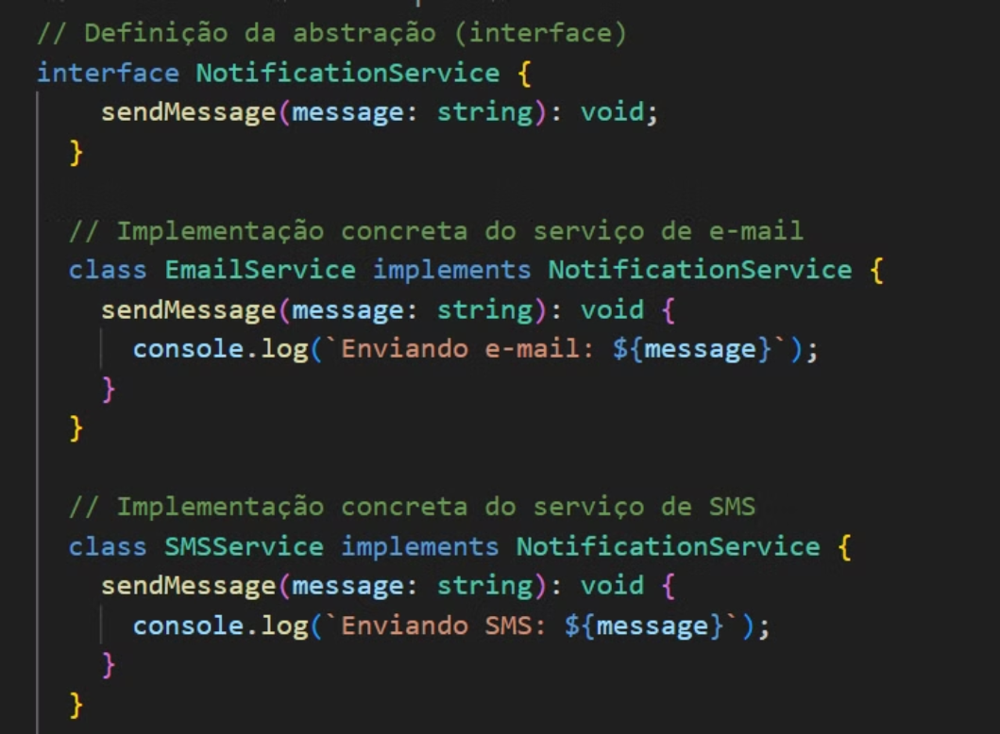 // Definição da abstração (interface)
interface NotificationService {
sendMessage(message: string): void;
}
// Implementação concreta do serviço de e-mail
class EmailService implements NotificationService {
sendMessage(message: string): void {
console.log(`Enviando e-mail: ${message}`);
}
}
// Implementação concreta do serviço de SMS
class SMSService implements NotificationService {
sendMessage(message: string): void {
console.log(`Enviando SMS: ${message}`);
}
}